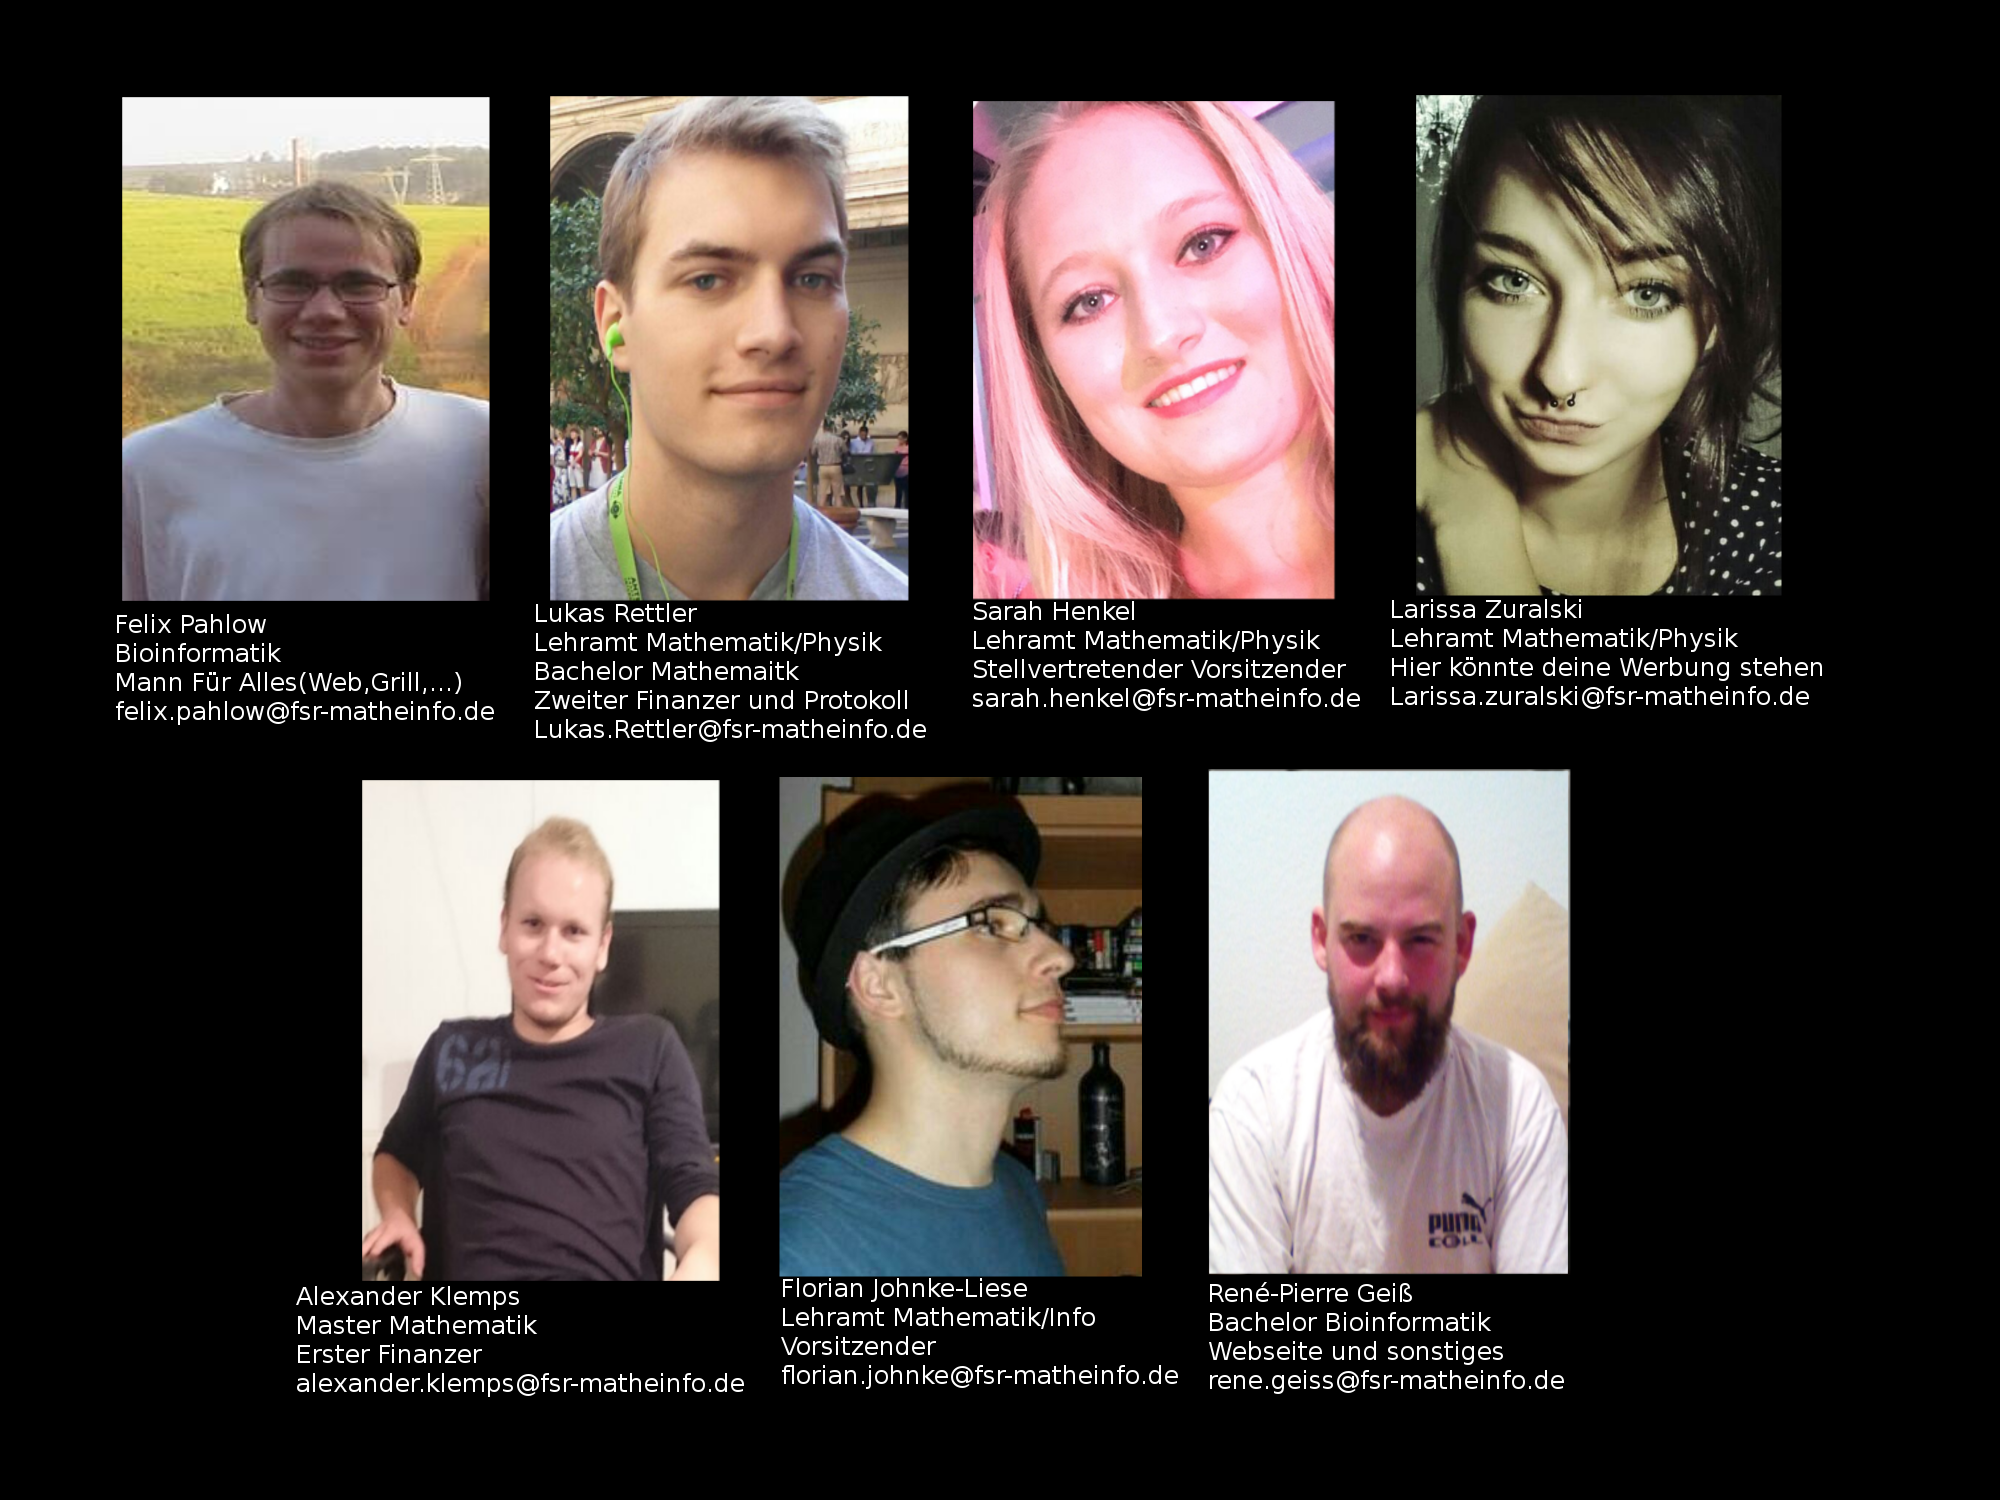 Felix Pahlow
Bioinformatik
Mann Für Alles(Web,Grill,...)
felix.pahlow@fsr-matheinfo.de
Lukas Rettler
Lehramt Mathematik/Physik
Bachelor Mathemaitk
Zweiter Finanzer und Protokoll
Lukas.Rettler@fsr-matheinfo.de
Sarah Henkel
Lehramt Mathematik/Physik
Stellvertretender Vorsitzender
sarah.henkel@fsr-matheinfo.de
Larissa Zuralski
Lehramt Mathematik/Physik
Hier könnte deine Werbung stehen
Larissa.zuralski@fsr-matheinfo.de
Alexander Klemps
Master Mathematik
Erster Finanzer
alexander.klemps@fsr-matheinfo.de
Florian Johnke-Liese
Lehramt Mathematik/Info
Vorsitzender
florian.johnke@fsr-matheinfo.de
René-Pierre Geiß
Bachelor Bioinformatik
Webseite und sonstiges
rene.geiss@fsr-matheinfo.de
PUMA